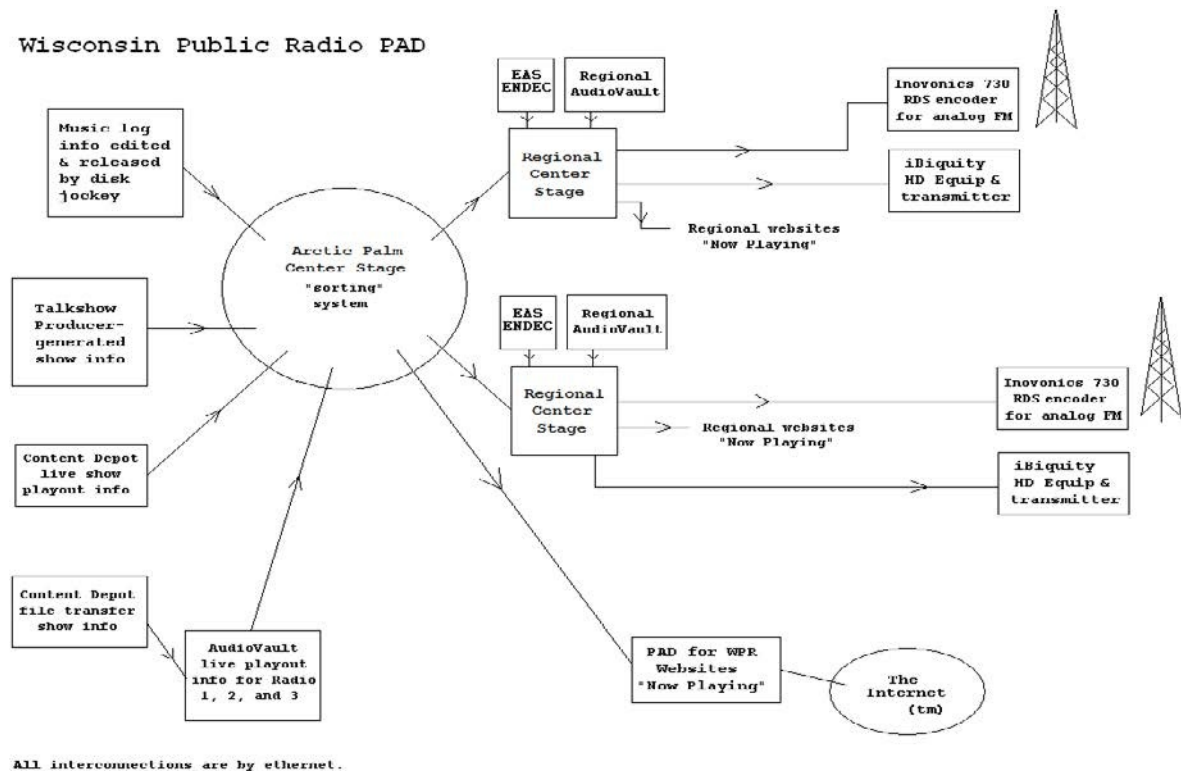 Wisconsin Public Radio PAD
EAS
ENDEC
Regional
AudioVault
Inovonics 730
RDS encoder
for analog FM
Music log
info edited
& released
by disk
jockey
Regional
Center
Stage
iBiquity
HD Equip &
transmitter
Regional websites
"Now Playing"
Arctic Palm
Center Stage
"sorting"
system
Talkshow
Producer-
generated
show info
EAS
ENDEC
Regional
AudioVault
Regional
Center
Stage
Inovonics 730
RDS encoder
for analog FM
Regional websites
"Now Playing"
Content Depot
live show
playout info
iBiquity
HD Equip &
transmitter
Content Depot
file transfer
show info
AudioVault
live playout
info for Radio
1, 2, and 3
PAD for WPR
Websites
"Now Playing"
The
Internet
(tm)
All interconnections are by ethernet.